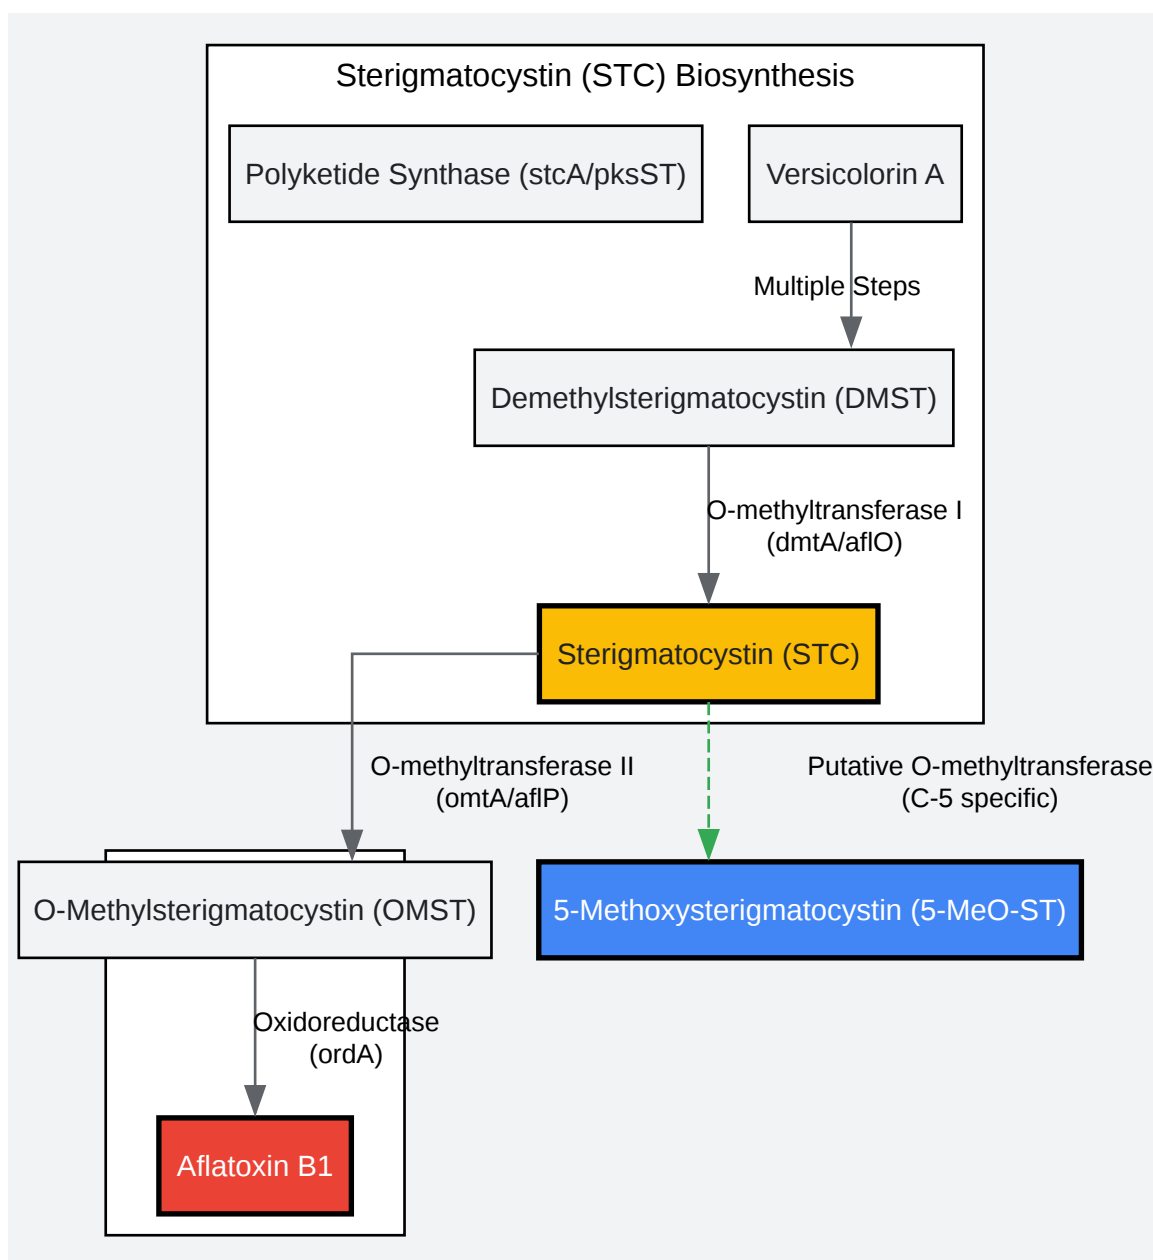 Sterigmatocystin (STC) Biosynthesis
Polyketide Synthase (stcA/pksST)
Versicolorin A
Multiple Steps
Demethylsterigmatocystin (DMST)
O-methyltransferase I
(dmtA/aflO)
Sterigmatocystin (STC)
O-methyltransferase II
(omtA/aflP)
Putative O-methyltransferase
(C-5 specific)
O-Methylsterigmatocystin (OMST)
5-Methoxysterigmatocystin (5-MeO-ST)
Oxidoreductase
(ordA)
Aflatoxin B1